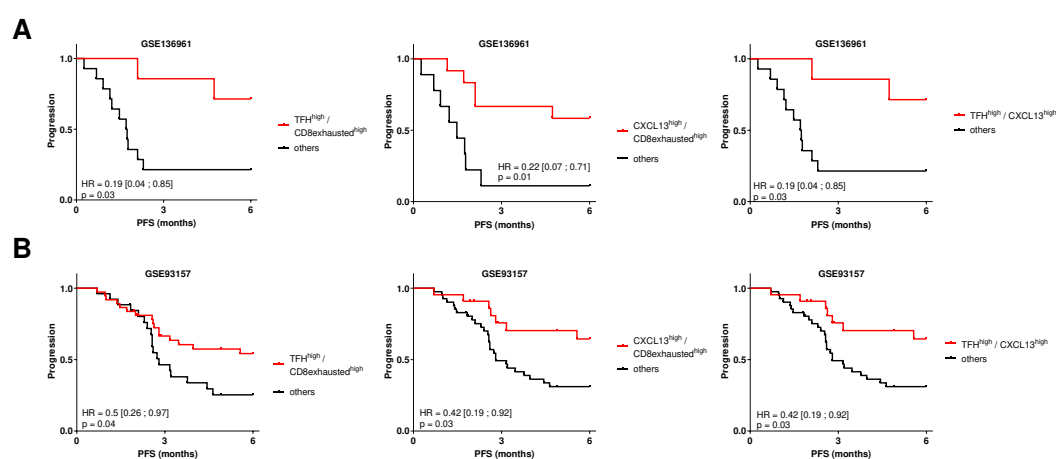 A
GSE136961
1.0
0.5
0.0
Progression
TFHhigh /
CD8exhaustedhigh
others
HR = 0.19 [0.04 ; 0.85]
p = 0.03
0
3
6
PFS (months)
GSE136961
1.0
0.5
0.0
Progression
CXCL13high /
CD8exhaustedhigh
others
HR = 0.22 [0.07 ; 0.71]
p = 0.01
0
3
6
PFS (months)
GSE136961
1.0
0.5
0.0
Progression
TFHhigh / CXCL13high
others
HR = 0.19 [0.04 ; 0.85]
p = 0.03
0
3
6
PFS (months)
B
GSE93157
1.0
0.5
0.0
Progression
TFHhigh /
CD8exhaustedhigh
others
HR = 0.5 [0.26 ; 0.97]
p = 0.04
0
3
6
PFS (months)
GSE93157
1.0
0.5
0.0
Progression
CXCL13high /
CD8exhaustedhigh
others
HR = 0.42 [0.19 ; 0.92]
p = 0.03
0
3
6
PFS (months)
GSE93157
1.0
0.5
0.0
Progression
TFHhigh / CXCL13high
others
HR = 0.42 [0.19 ; 0.92]
p = 0.03
0
3
6
PFS (months)